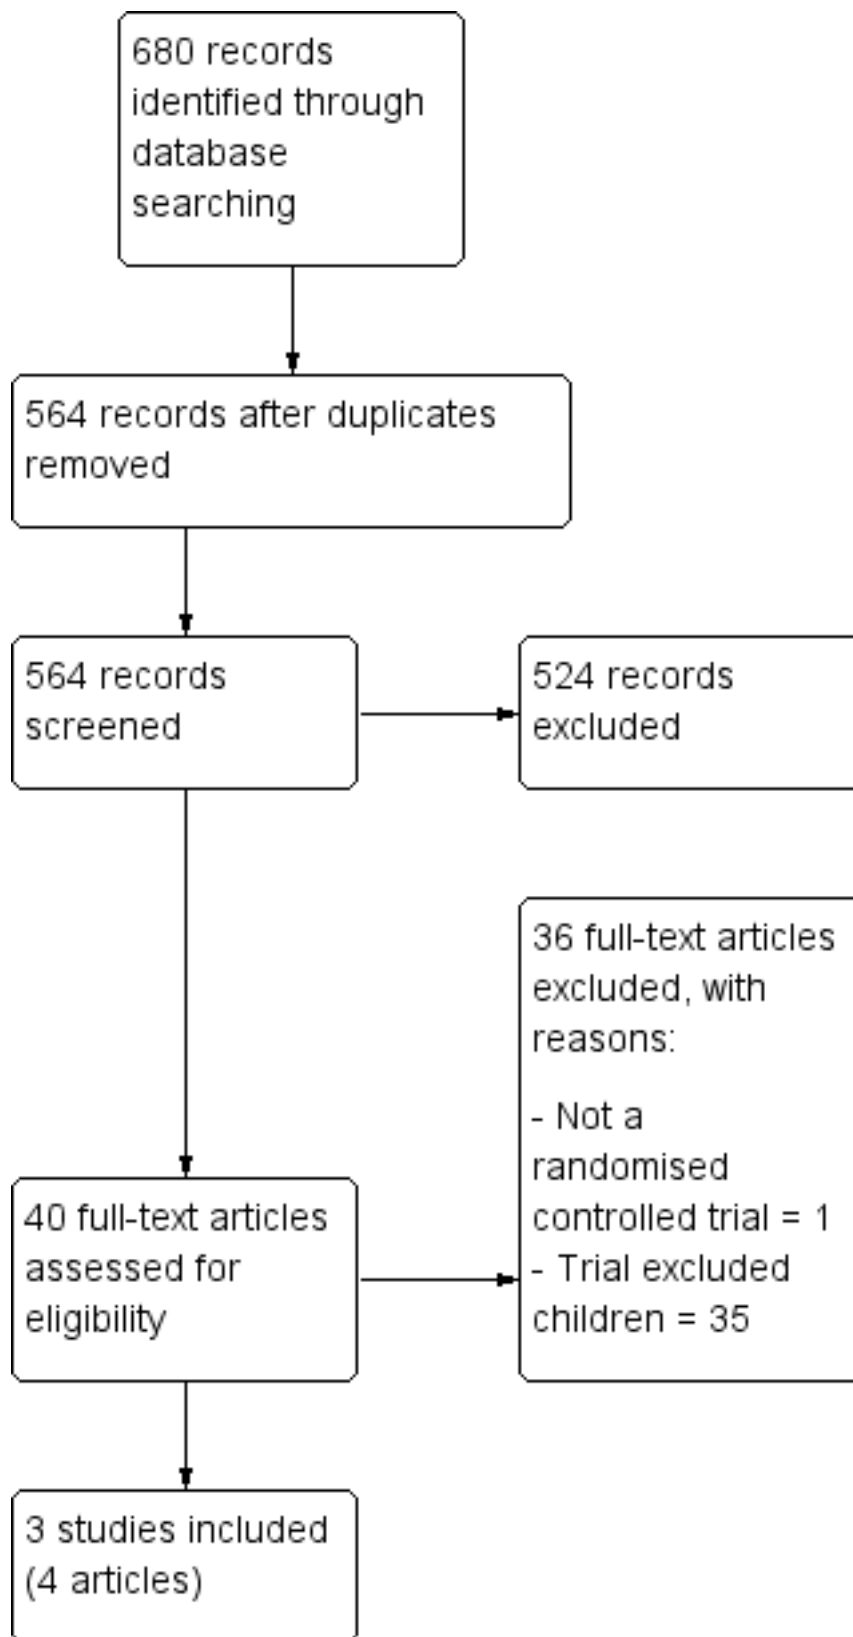 680 records
identified through
database
searching
564 records after duplicates
removed
564 records
screened
524 records
excluded
36 full-text articles
excluded, with
reasons:
- Not a
randomised
controlled trial = 1
- Trial excluded
children = 35
40 full-text articles
assessed for
eligibility
3 studies included
(4 articles)